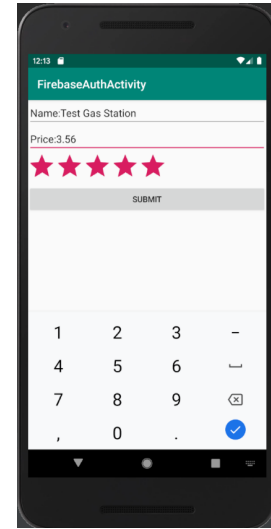 12:13
FirebaseAuthActivity
Name:Test Gas Station
Price:3.56
SUBMIT
1 2 3 –
4 5 6
7 8 9
, 0 .